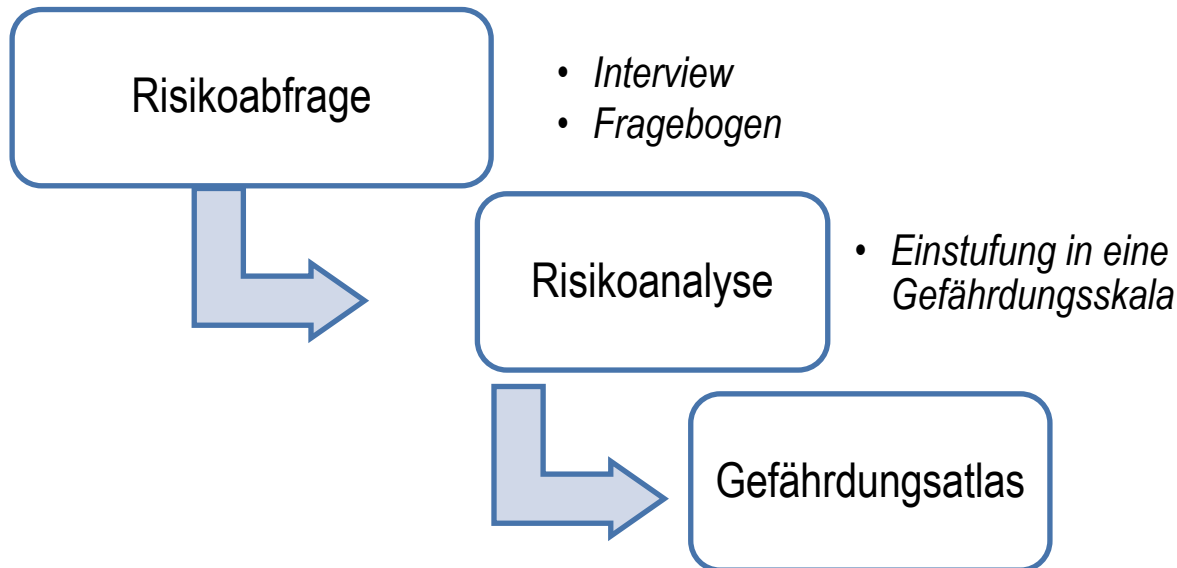 Risikoabfrage
• Interview
• Fragebogen
Risikoanalyse
• Einstufung in eine
Gefährdungsskala
Gefährdungsatlas